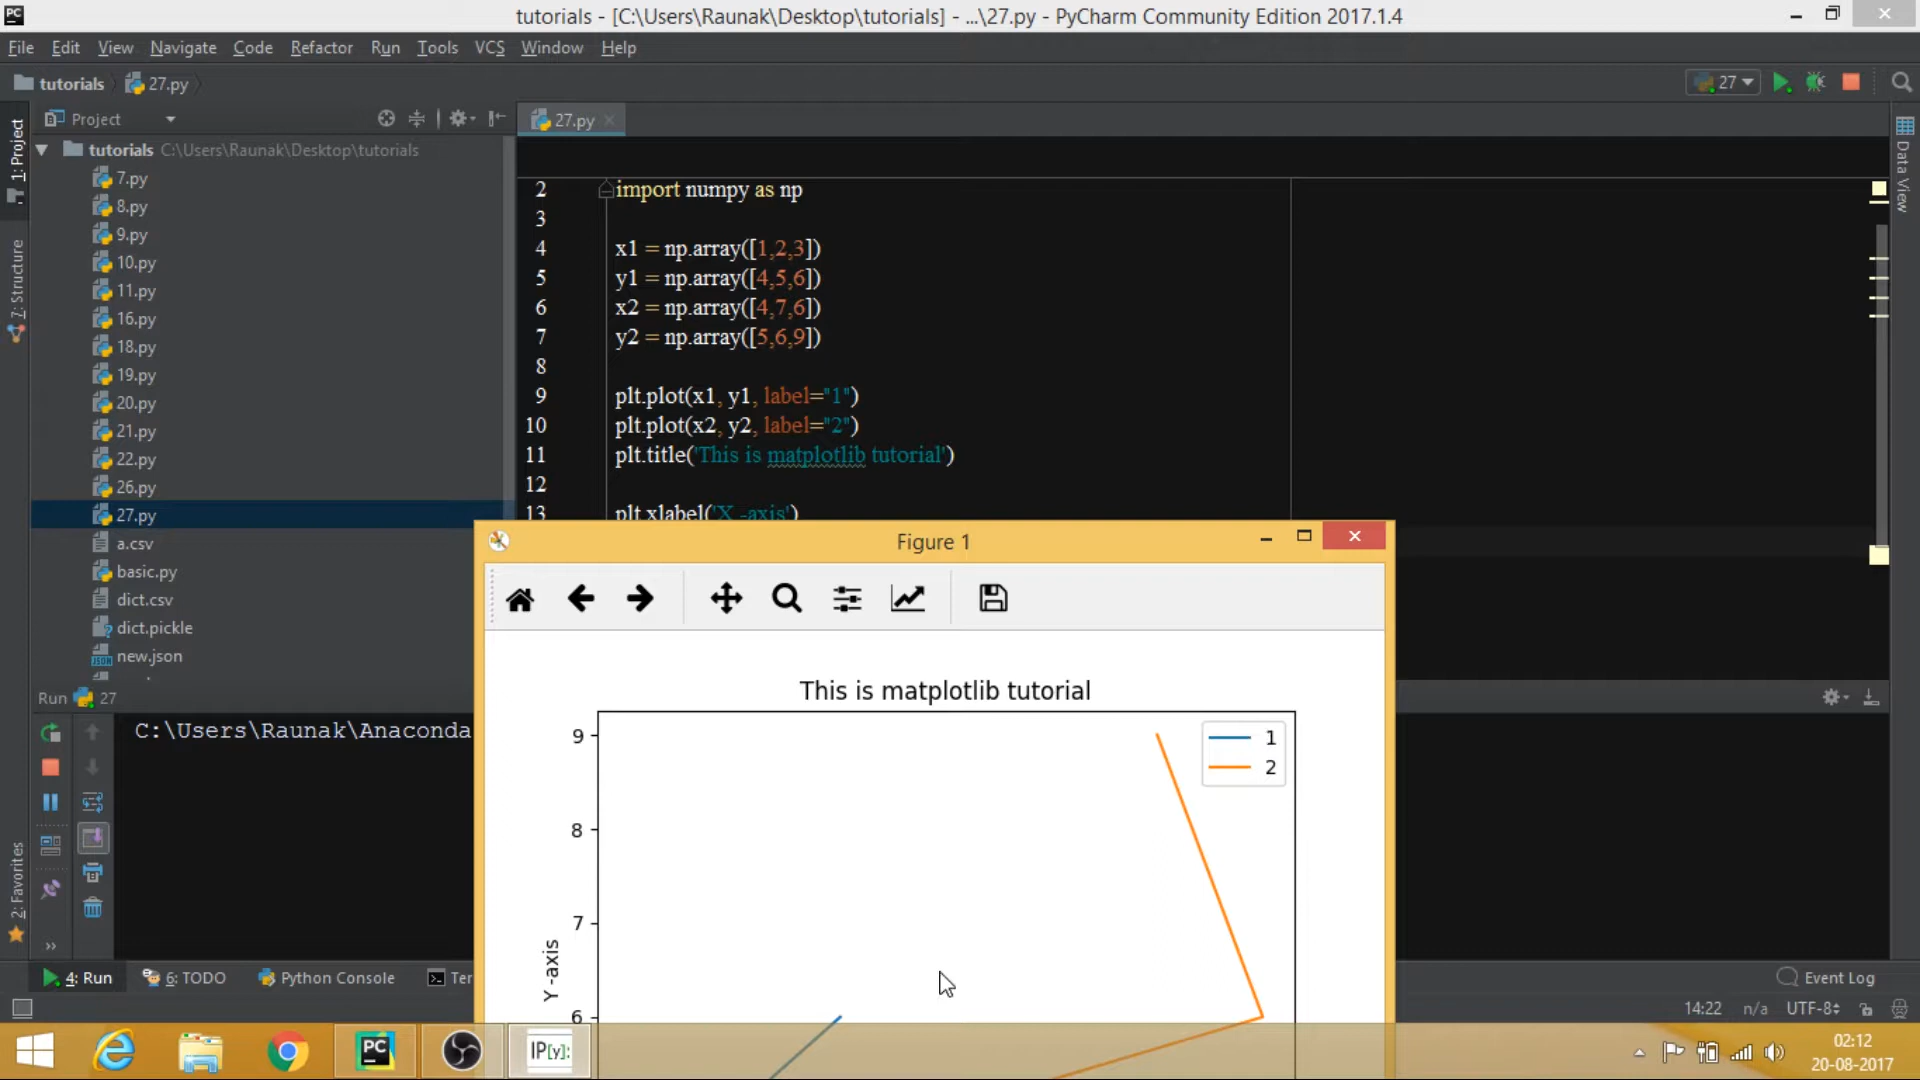 PC
tutorials - [C:\Users\Raunak\Desktop\tutorials] - ...\27.py - PyCharm Community Edition 2017.1.4
File Edit View Navigate Code Refactor Run Tools VCS Window Help
tutorials 27.py
27
Project
27.py
1: Project
7: Structure
2: Favorites
Data View
tutorials C:\Users\Raunak\Desktop\tutorials
7.py
8.py
9.py
10.py
11.py
16.py
18.py
19.py
20.py
21.py
22.py
26.py
27.py
a.csv
basic.py
dict.csv
dict.pickle
new.json
2 import numpy as np
3
4 x1 = np.array([1,2,3])
5 y1 = np.array([4,5,6])
6 x2 = np.array([4,7,6])
7 y2 = np.array([5,6,9])
8
9 plt.plot(x1, y1, label="1")
10 plt.plot(x2, y2, label="2")
11 plt.title('This is matplotlib tutorial')
12
13 plt.xlabel('X -axis')
Run 27
C:\Users\Raunak\Anaconda
Figure 1
This is matplotlib tutorial
9
8
7
6
Y -axis
1
2
4: Run 6: TODO Python Console Ter
Event Log
14:22 n/a UTF-8
PC
IP[y]:
02:12
20-08-2017